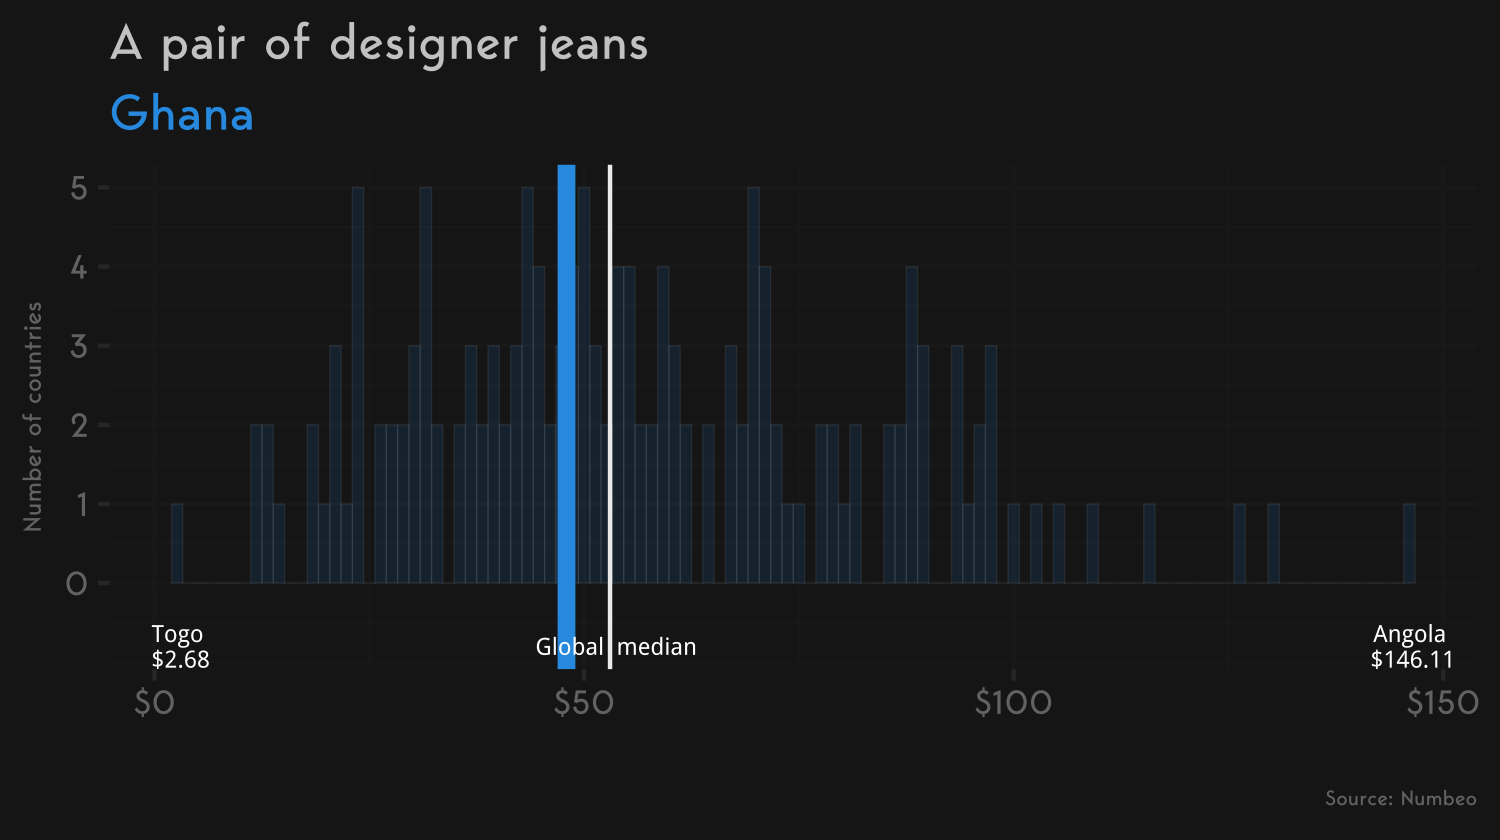 A pair of designer jeans
Ghana
5
4
3
2
1
0
Number of countries
Togo
$2.68
Global median
Angola
$146.11
$0 $50 $100 $150
Source: Numbeo